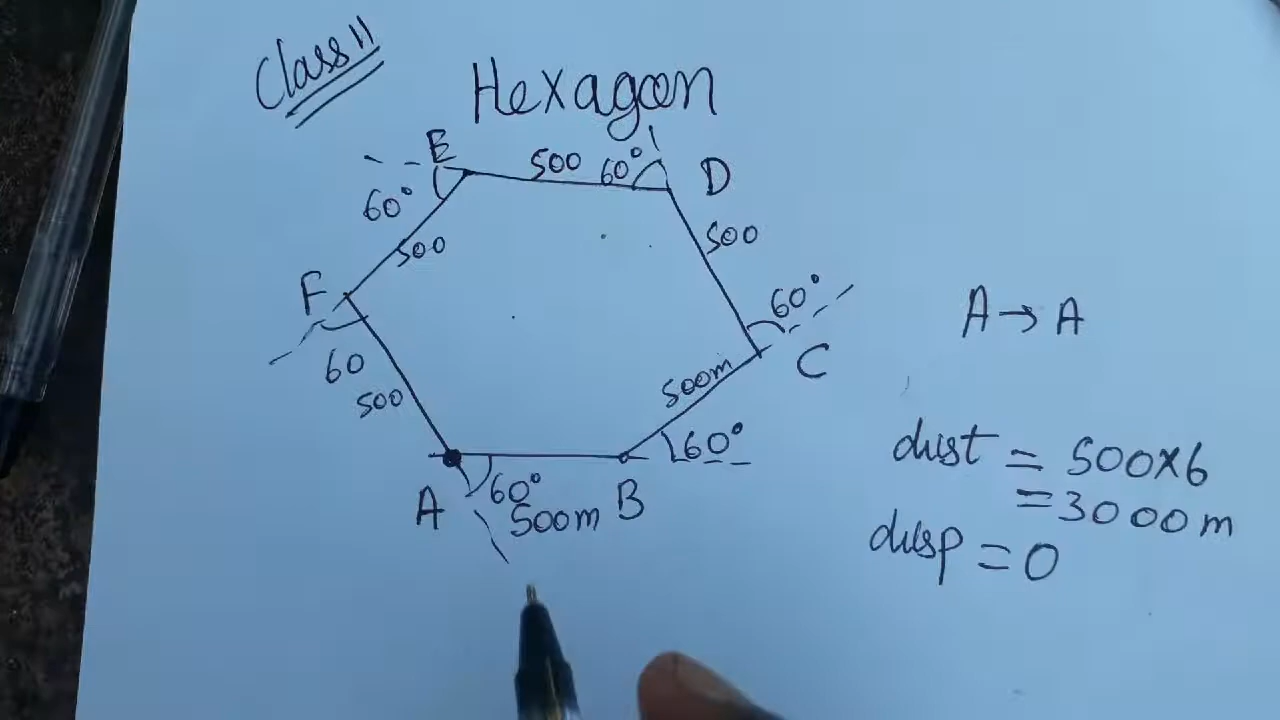 Class 11
Hexagon
E
500
60°
D
60°
500
500
F
60°
C
60
500
500m
60°
A
60°
500m
B
A → A
dist = 500×6
= 3000m
disp = 0